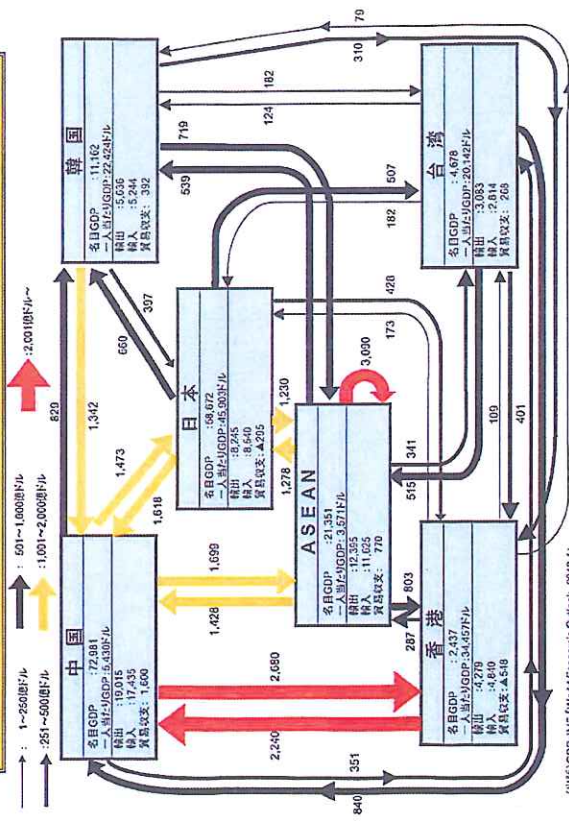 → : 1～250億ドル
→ :251～500億ドル
: 501～1,000億ドル
:1,001～2,000億ドル
:2,001億ドル～
中国
名目GDP :72,981
一人当たりGDP:5,430ドル
輸出 :19,015
輸入 :17,435
貿易収支: 1,600
韓国
名目GDP :11,162
一人当たりGDP:22,424ドル
輸出 :5,636
輸入 :5,244
貿易収支: 392
日本
名目GDP :58,672
一人当たりGDP:45,903ドル
輸出 :8,245
輸入 :8,540
貿易収支:▲295
ASEAN
名目GDP :21,351
一人当たりGDP:3,571ドル
輸出 :12,395
輸入 :11,625
貿易収支: 770
香港
名目GDP :2,437
一人当たりGDP:34,457ドル
輸出 :4,279
輸入 :4,840
貿易収支:▲548
台湾
名目GDP :4,678
一人当たりGDP:20,142ドル
輸出 :3,083
輸入 :2,814
貿易収支: 268
829
1,342
1,473
1,618
660
397
719
539
182
124
79
310
507
182
428
173
1,230
1,278
3,090
1,699
1,428
2,680
2,240
287
803
515
341
109
401
351
840